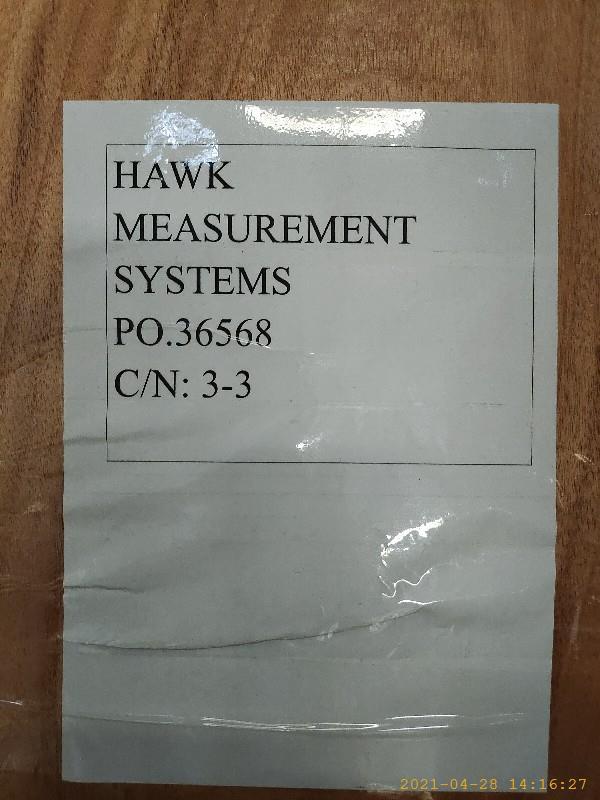 HAWK
MEASUREMENT
SYSTEMS
PO.36568
C/N: 3-3
2021-04-28 14:16:27